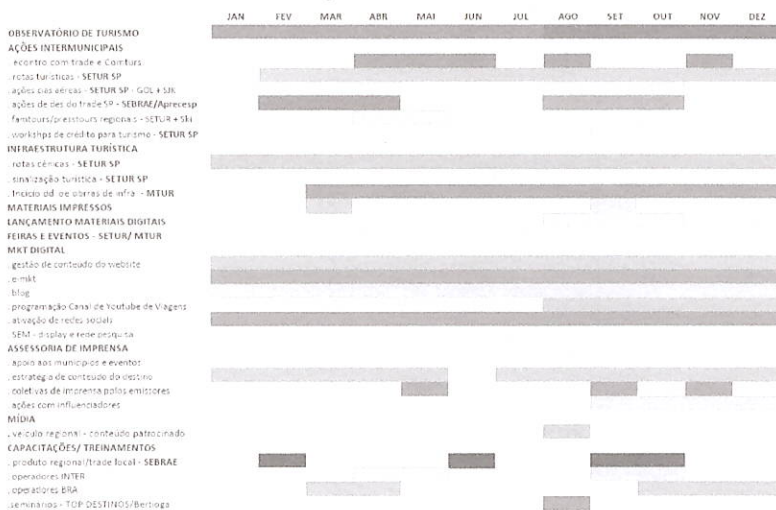 JAN FEV MAR ABR MAI JUN JUL AGO SET OUT NOV DEZ
OBSERVATÓRIO DE TURISMO
AÇÕES INTERMUNICIPAIS
. econtro com trade e Comturs
. rotas turísticas - SETUR SP
. ações cias aéreas - SETUR SP - GOL + SJK
. ações de des do trade SP - SEBRAE/Aprecesp
. famtours/presstours regionais - SETUR + Ski
. workshps de crédito para turismo - SETUR SP
INFRAESTRUTURA TURÍSTICA
. rotas cênicas - SETUR SP
. sinalização turística - SETUR SP
. de obrras de infra - MTUR
MATERIAIS IMPRESSOS
LANÇAMENTO MATERIAIS DIGITAIS
FEIRAS E EVENTOS - SETUR/ MTUR
MKT DIGITAL
. gestão de conteudo do website
. e-mkt
. blog
. programação Canal de Youtube de Viagens
. ativação de redes sociais
. SEM - display e rede pesquisa
ASSESSORIA DE IMPRENSA
. apoio aos municípios e eventos
. estratégia de conteúdo do destino
. coletivas de imprensa polos emissores
. ações com influenciadores
MÍDIA
. veículo regional - conteúdo patrocinado
CAPACITAÇÕES/ TREINAMENTOS
. produto regional/trade local - SEBRAE
. operadores INTER
. operadores BRA
. seminários - TOP DESTINOS/Bertioga